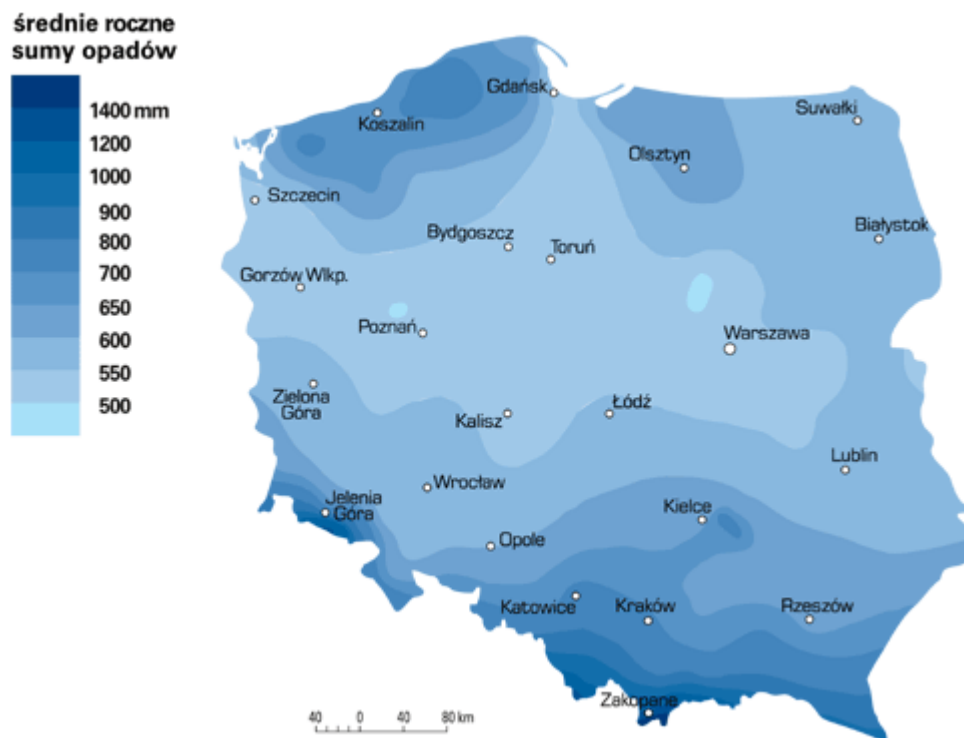 średnie roczne
sumy opadów
1400 mm
1200
1000
900
800
700
650
600
550
500
Gdańsk
Koszalin
Suwałki
Olsztyn
Szczecin
Bydgoszcz
Toruń
Białystok
Gorzów Wlkp.
Poznań
Warszawa
Zielona
Góra
Kalisz
Łódź
Lublin
Wrocław
Jelenia
Góra
Kielce
Opole
Katowice
Kraków
Rzeszów
Zakopane
40 0 40 80 km